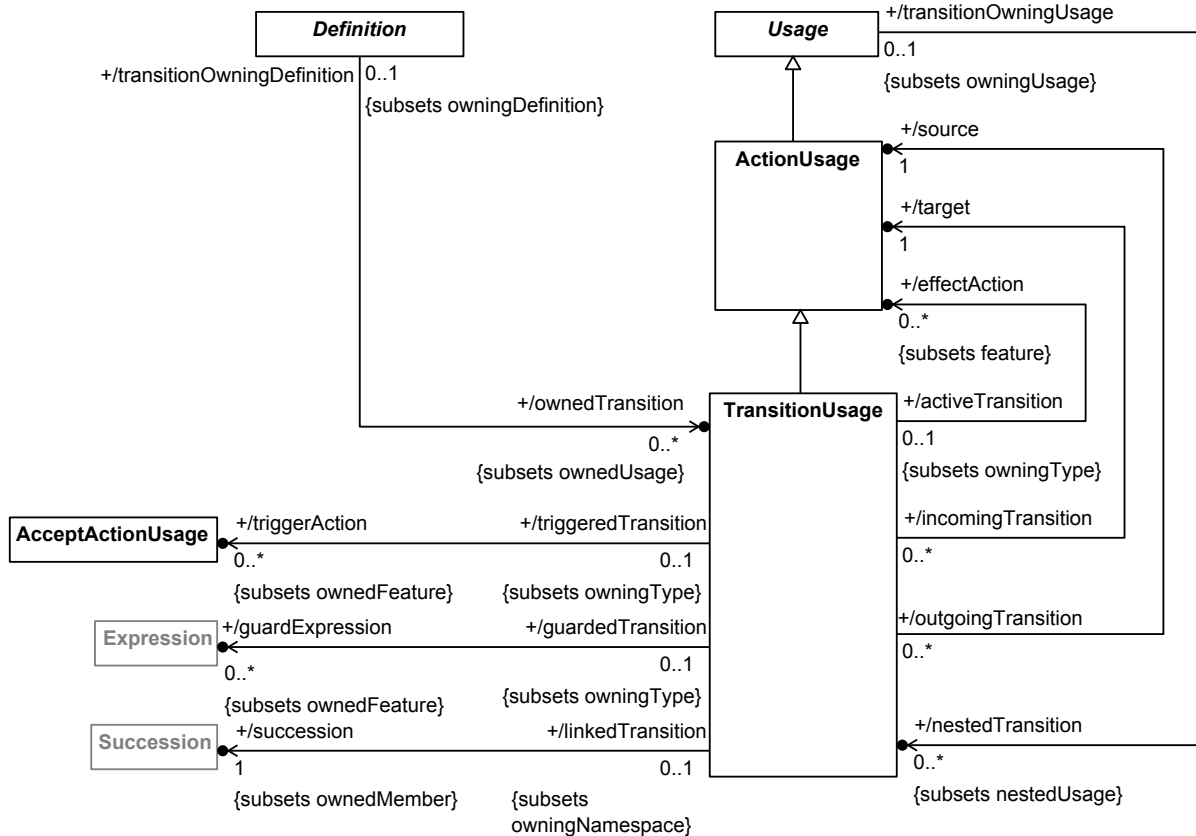 Definition
Usage
+/transitionOwningUsage
0..1
{subsets owningUsage}
+/transitionOwningDefinition
0..1
{subsets owningDefinition}
ActionUsage
+/source
1
+/target
1
+/effectAction
0..*
{subsets feature}
+/ownedTransition
0..*
{subsets ownedUsage}
TransitionUsage
+/activeTransition
0..1
{subsets owningType}
+/incomingTransition
0..*
+/outgoingTransition
0..*
+/nestedTransition
0..*
{subsets nestedUsage}
AcceptActionUsage
+/triggerAction
0..*
{subsets ownedFeature}
+/triggeredTransition
0..1
{subsets owningType}
Expression
+/guardExpression
0..*
{subsets ownedFeature}
+/guardedTransition
0..1
{subsets owningType}
Succession
+/succession
1
{subsets ownedMember}
+/linkedTransition
0..1
{subsets
owningNamespace}